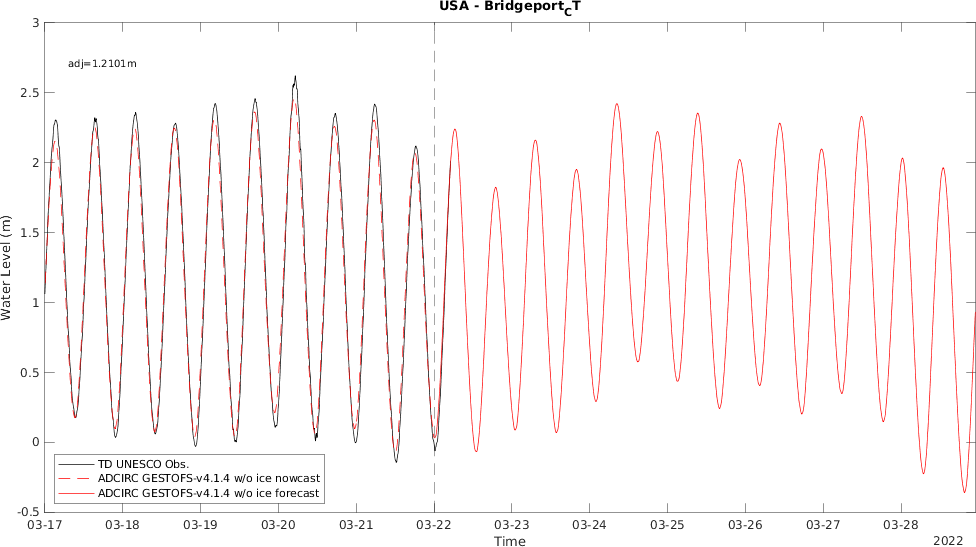 USA - Bridgeport_CT
adj=1.2101m
3
2.5
2
1.5
1
0.5
0
-0.5
Water Level (m)
TD UNESCO Obs.
ADCIRC GESTOFS-v4.1.4 w/o ice nowcast
ADCIRC GESTOFS-v4.1.4 w/o ice forecast
03-17 03-18 03-19 03-20 03-21 03-22 03-23 03-24 03-25 03-26 03-27 03-28
Time
2022